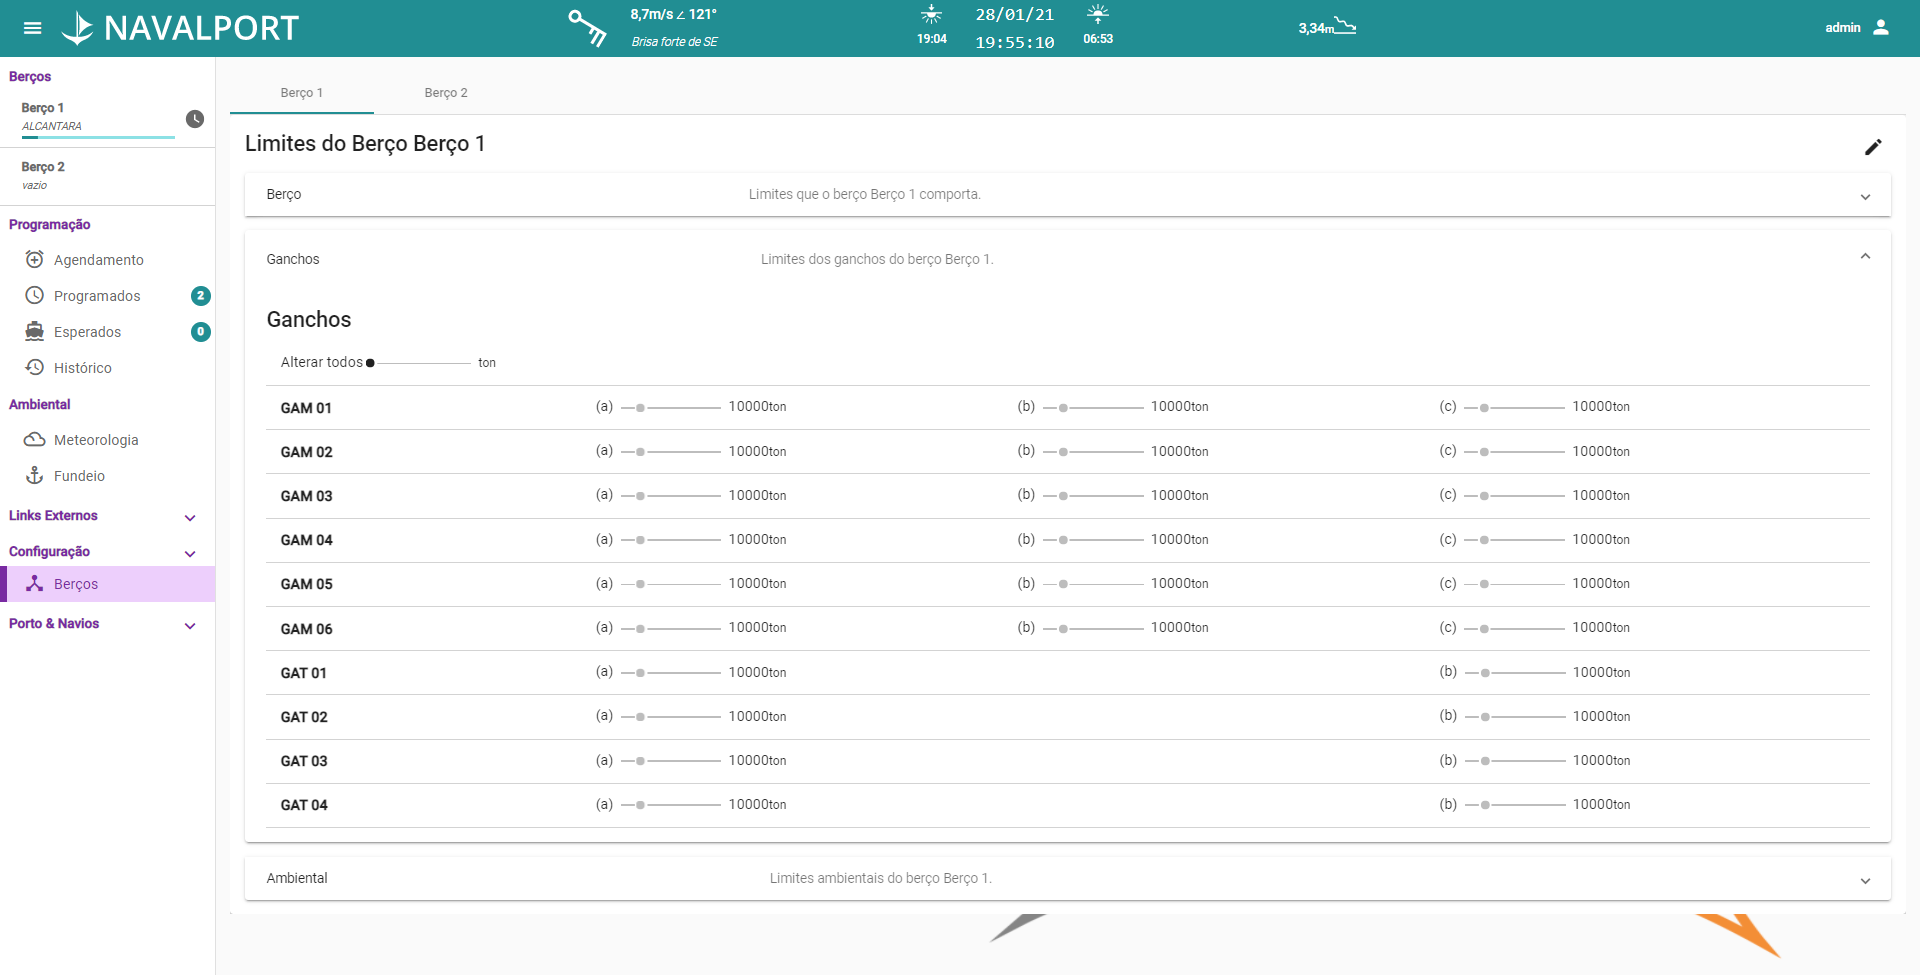 NAVALPORT
8,7m/s ∠ 121°
Brisa forte de SE
19:04
28/01/21
19:55:10
06:53
3,34m
admin
Berços
Berço 1
ALCANTARA
Berço 2
vazio
Programação
Agendamento
Programados 2
Esperados 0
Histórico
Ambiental
Meteorologia
Fundeio
Links Externos
Configuração
Berços
Porto & Navios
Berço 1 Berço 2
Limites do Berço Berço 1
Berço Limites que o berço Berço 1 comporta.
Ganchos Limites dos ganchos do berço Berço 1.
Ganchos
Alterar todos ton
GAM 01 (a) 10000ton (b) 10000ton (c) 10000ton
GAM 02 (a) 10000ton (b) 10000ton (c) 10000ton
GAM 03 (a) 10000ton (b) 10000ton (c) 10000ton
GAM 04 (a) 10000ton (b) 10000ton (c) 10000ton
GAM 05 (a) 10000ton (b) 10000ton (c) 10000ton
GAM 06 (a) 10000ton (b) 10000ton (c) 10000ton
GAT 01 (a) 10000ton (b) 10000ton
GAT 02 (a) 10000ton (b) 10000ton
GAT 03 (a) 10000ton (b) 10000ton
GAT 04 (a) 10000ton (b) 10000ton
Ambiental Limites ambientais do berço Berço 1.